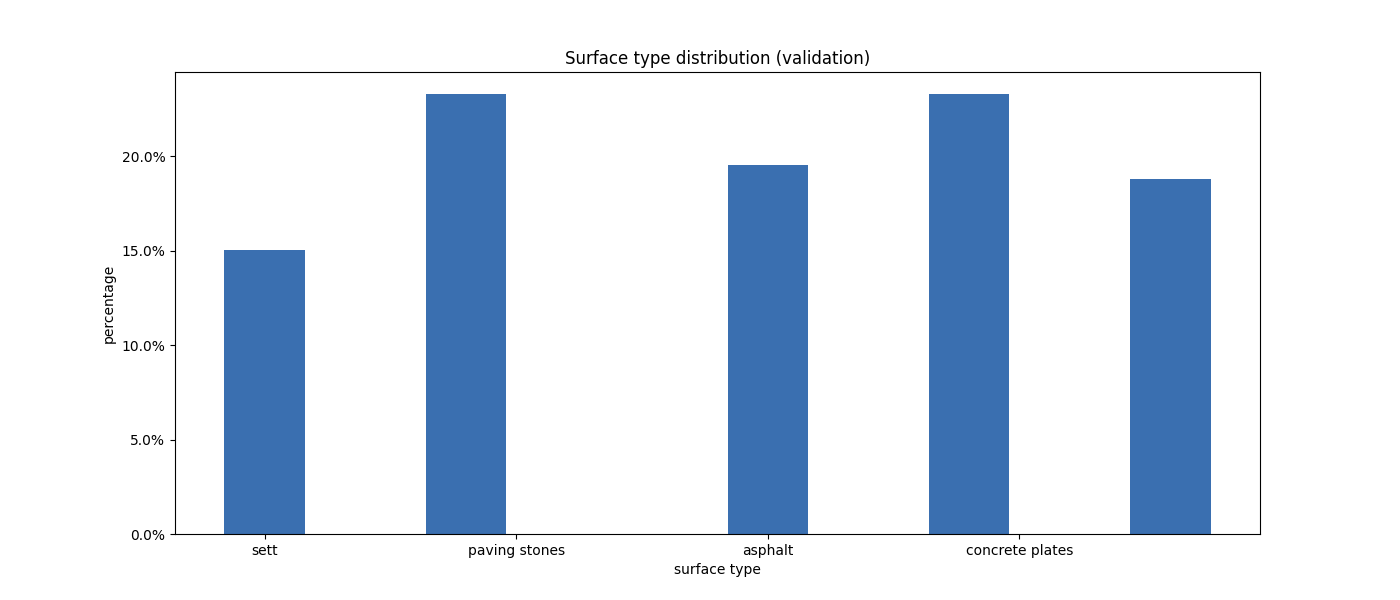 Surface type distribution (validation)
20.0%
15.0%
10.0%
5.0%
0.0%
percentage
sett paving stones asphalt concrete plates
surface type